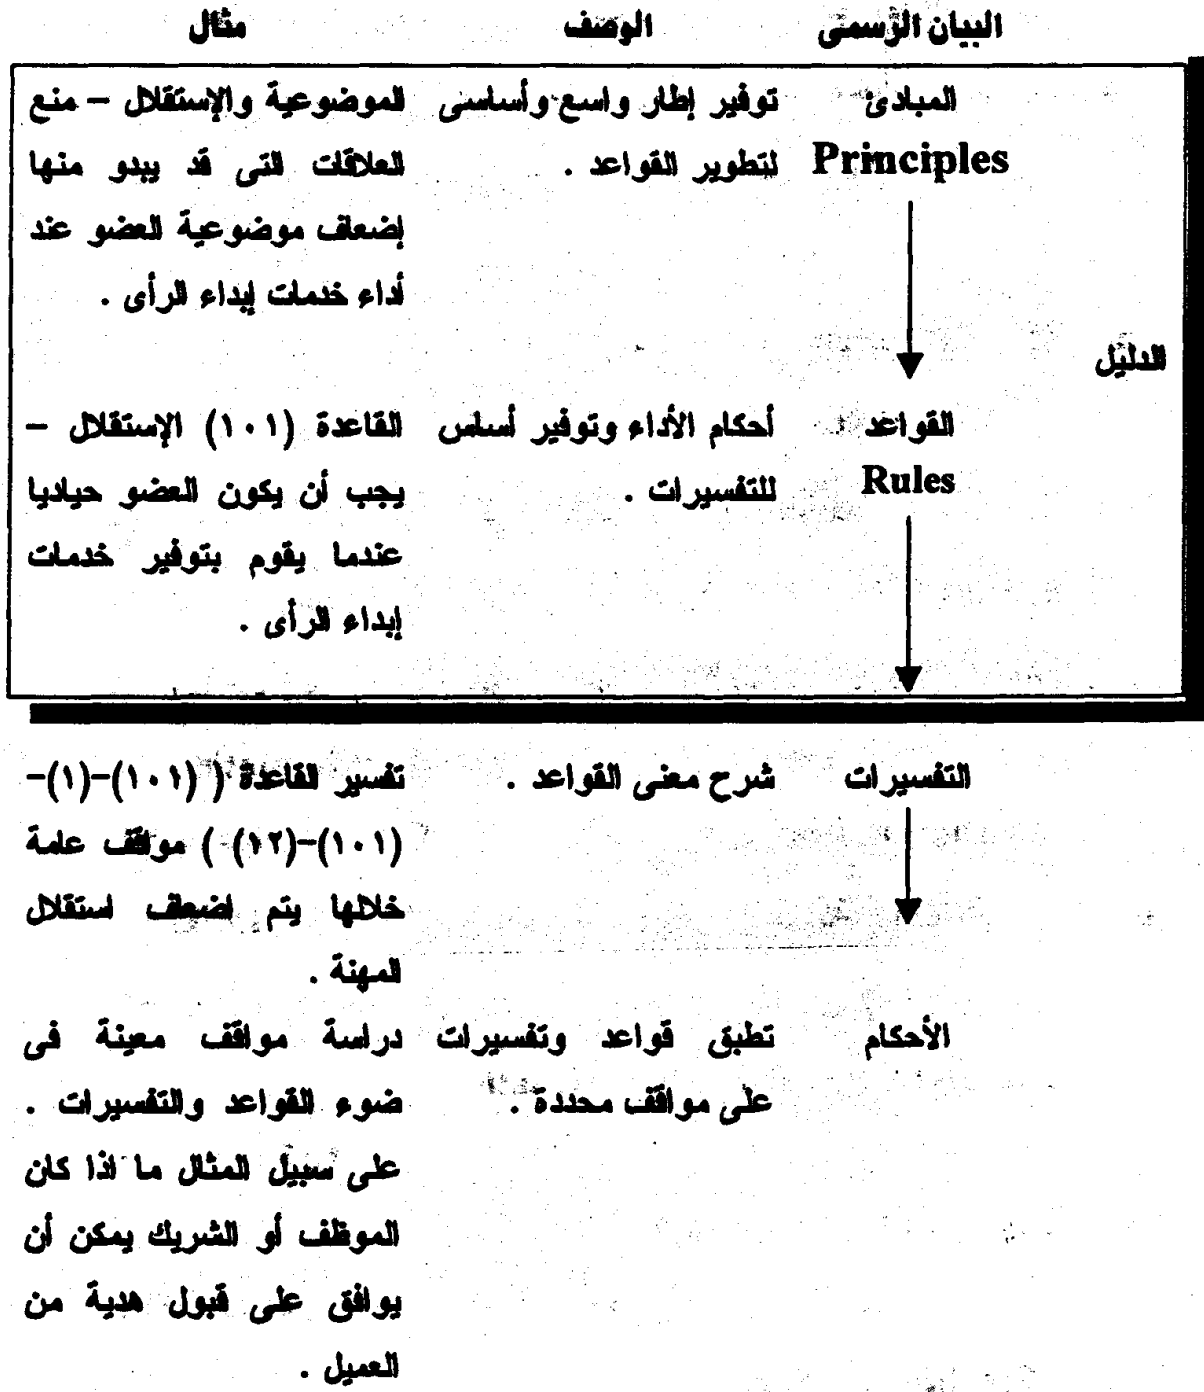 البيان الرسمى الوصف مثال
المبادئ توفير إطار واسع وأساسى الموضوعية والإستقلال – منع
Principles لتطوير القواعد . العلاقات التى قد يبدو منها
إضعاف موضوعية العضو عند
أداء خدمات إبداء الرأى .
الدليل
القواعد أحكام الأداء وتوفير أساس القاعدة (١٠١) الإستقلال –
Rules للتفسيرات . يجب أن يكون العضو حياديا
عندما يقوم بتوفير خدمات
إبداء الرأى .
التفسيرات شرح معنى القواعد . تفسير القاعدة ( (١٠١)-(١)-
(١٠١)-(١٢) ) مواقف عامة
خلالها يتم اضعاف استقلال
المهنة .
الأحكام تطبق قواعد وتفسيرات دراسة مواقف معينة فى
على مواقف محددة . ضوء القواعد والتفسيرات .
على سبيل المثال ما اذا كان
الموظف أو الشريك يمكن أن
يوافق على قبول هدية من
العميل .